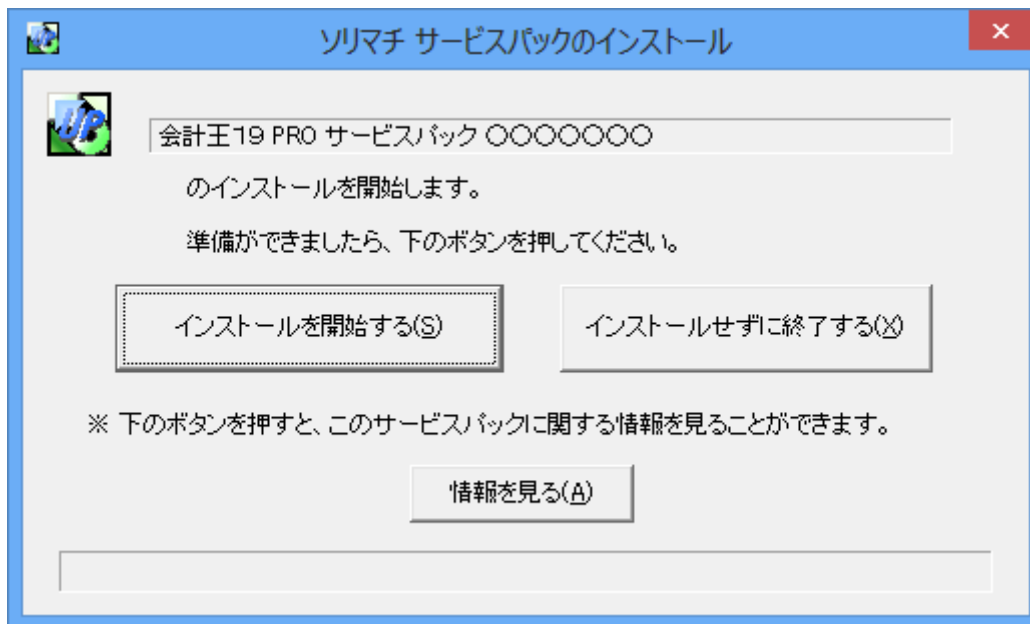 ソリマチ サービスパックのインストール
UP
会計王19 PRO サービスパック 〇〇〇〇〇〇〇
のインストールを開始します。
準備ができましたら、下のボタンを押してください。
インストールを開始する(S)
インストールせずに終了する(X)
※ 下のボタンを押すと、このサービスパックに関する情報を見ることができます。
情報を見る(A)